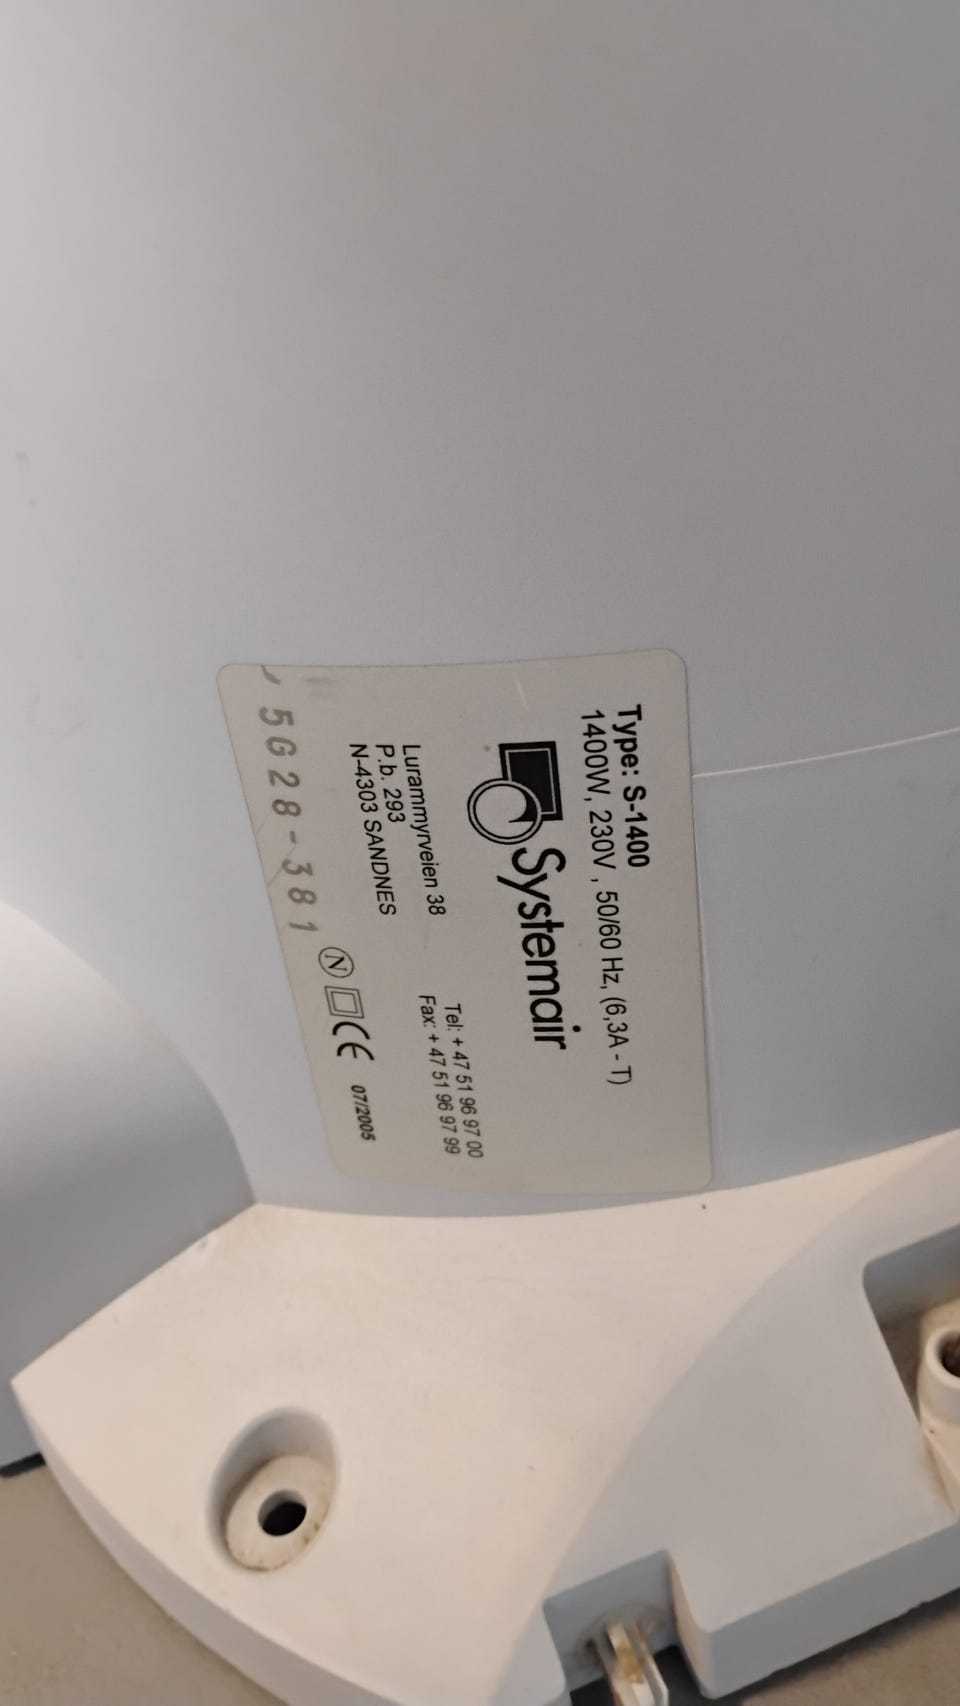 Type: S-1400
1400W, 230V , 50/60 Hz, (6,3A - T)
Systemair
Lurammyrveien 38
P.b. 293
N-4303 SANDNES
Tel: + 47 51 96 97 00
Fax: + 47 51 96 97 99
5G28-381
N CE 07/2005